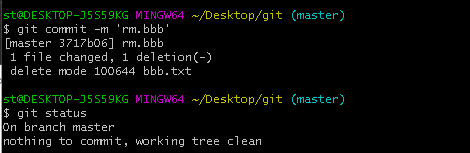 st@DESKTOP-J5S59KG MINGW64 ~/Desktop/git (master)
$ git commit -m 'rm.bbb'
[master 3717b06] rm.bbb
 1 file changed, 1 deletion(-)
 delete mode 100644 bbb.txt
st@DESKTOP-J5S59KG MINGW64 ~/Desktop/git (master)
$ git status
On branch master
nothing to commit, working tree clean